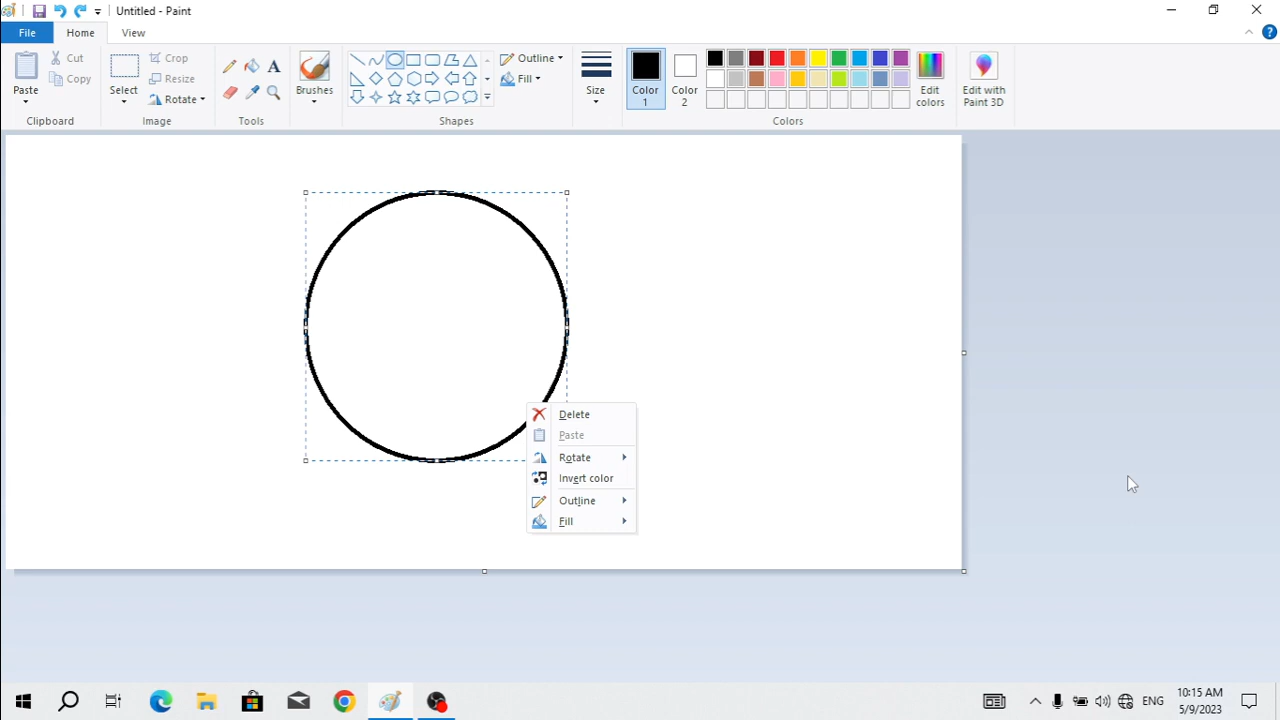 Untitled - Paint
File Home View
Paste
Cut
Copy
Clipboard
Select
Crop
Resize
Rotate
Image
A
Tools
Brushes
Shapes
Outline
Fill
Size
Color 1
Color 2
Edit colors
Colors
Edit with Paint 3D
Delete
Paste
Rotate
Invert color
Outline
Fill
ENG
10:15 AM
5/9/2023